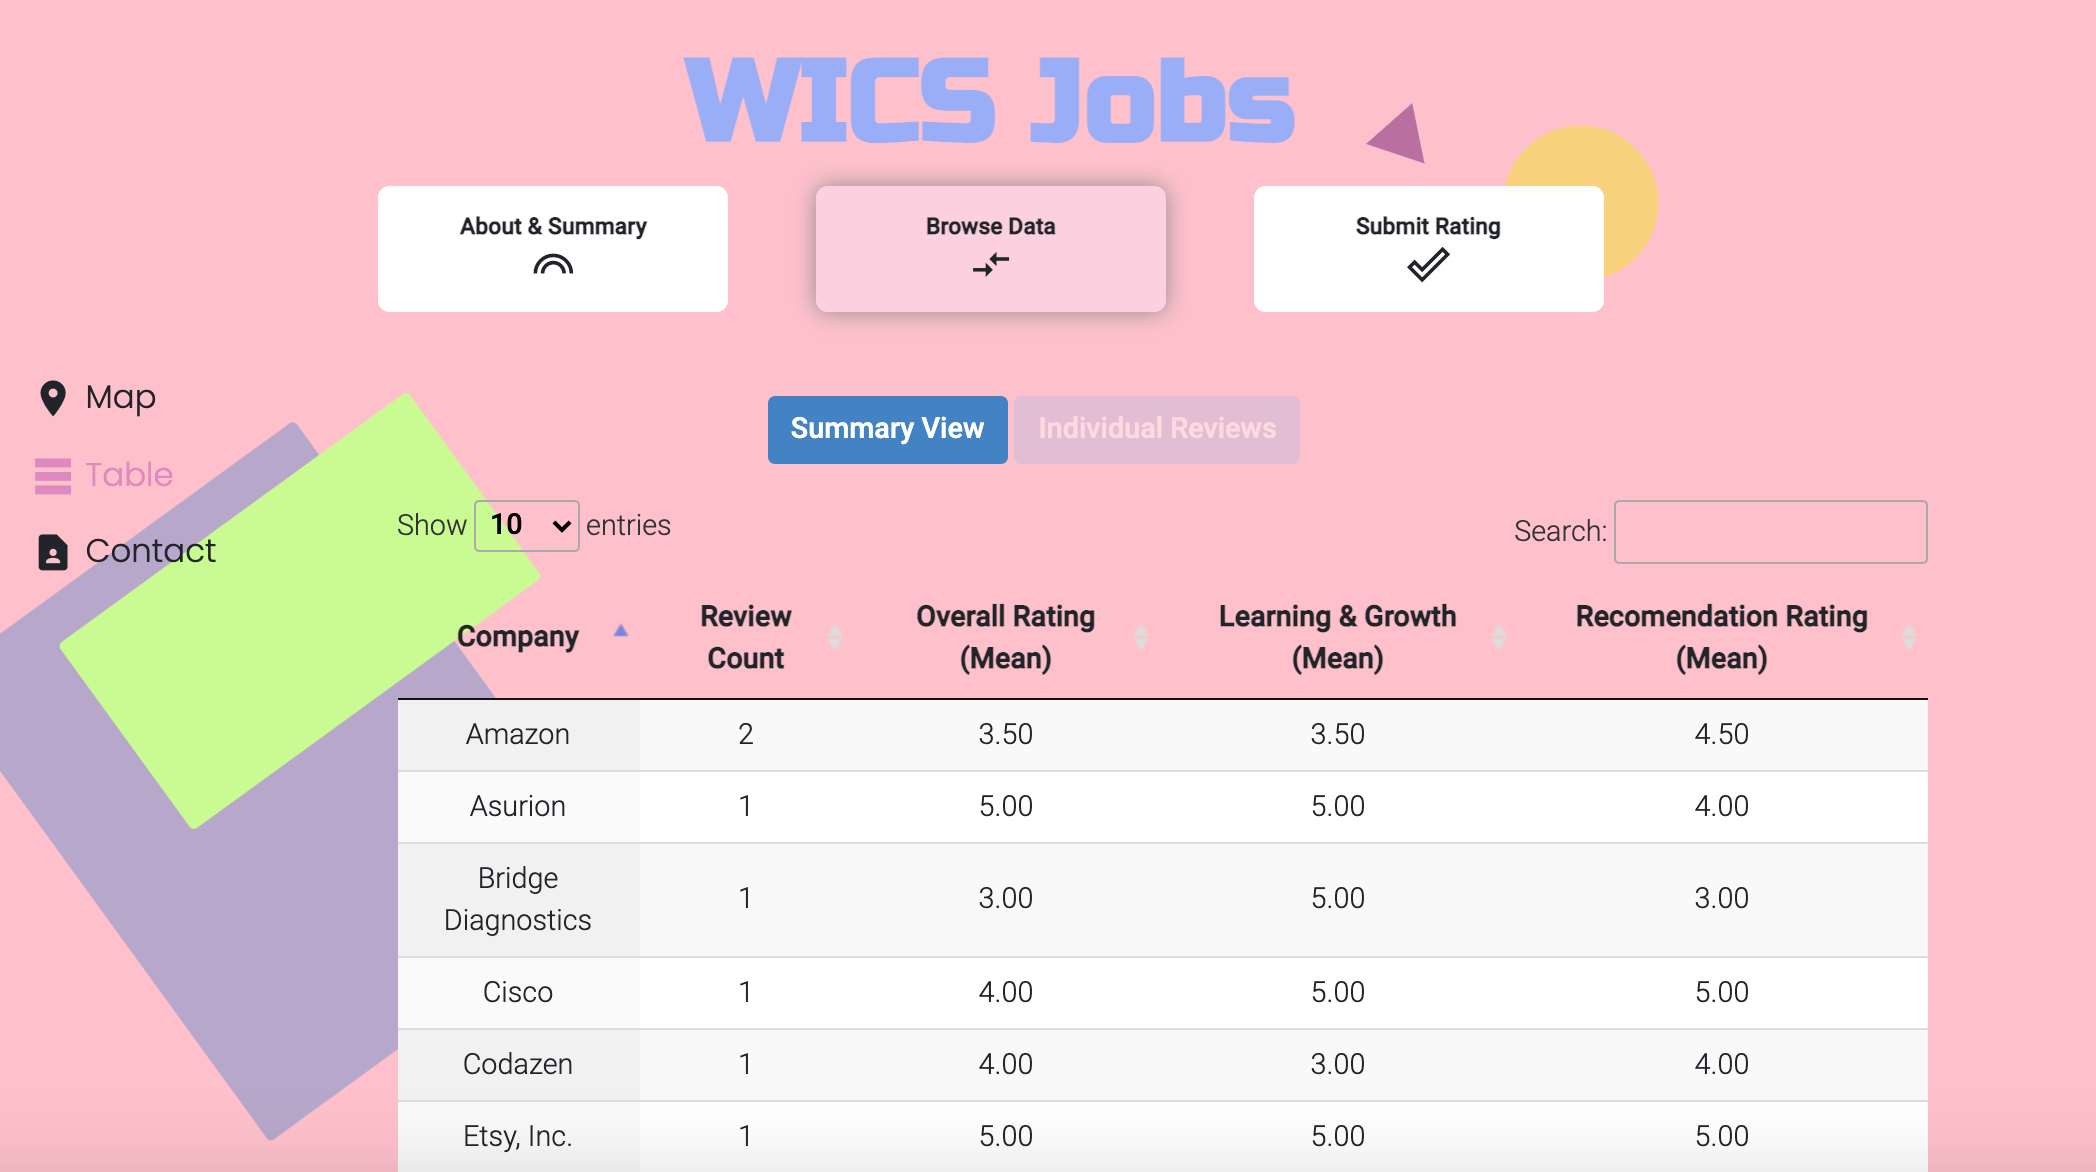 WICS Jobs
About & Summary
Browse Data
Submit Rating
Map
Table
Contact
Summary View
Individual Reviews
Show 10 entries
Search:
Company
Review
Count
Overall Rating
(Mean)
Learning & Growth
(Mean)
Recomendation Rating
(Mean)
Amazon 2 3.50 3.50 4.50
Asurion 1 5.00 5.00 4.00
Bridge
Diagnostics
1 3.00 5.00 3.00
Cisco 1 4.00 5.00 5.00
Codazen 1 4.00 3.00 4.00
Etsy, Inc. 1 5.00 5.00 5.00